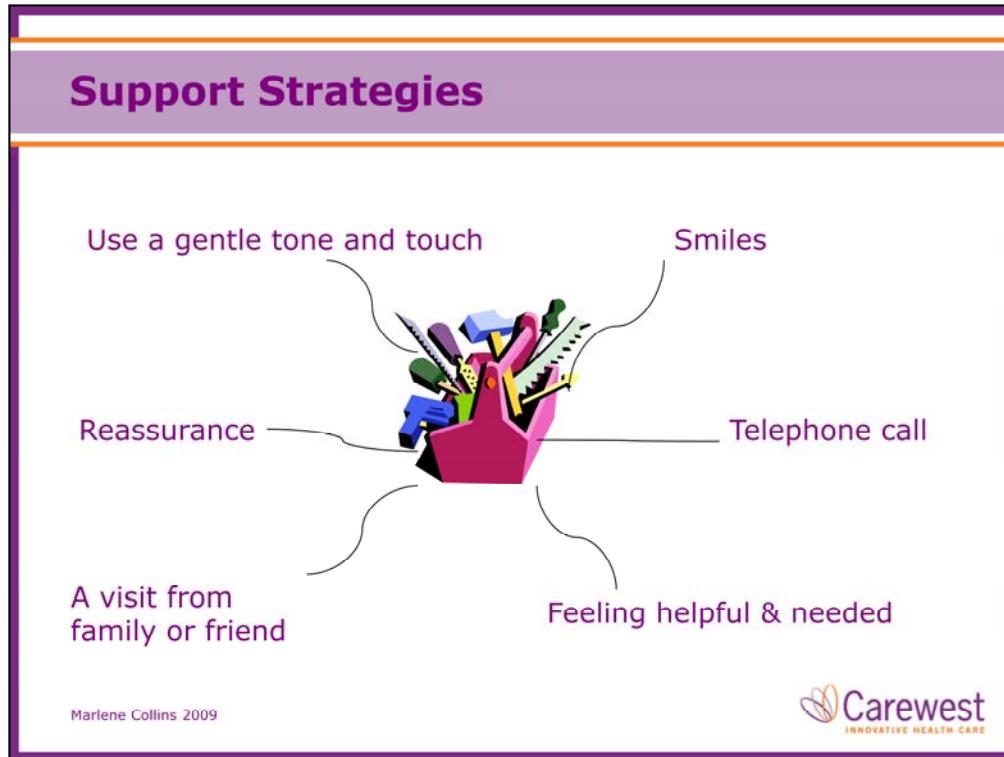 Support Strategies
Use a gentle tone and touch
Smiles
Reassurance
Telephone call
A visit from
family or friend
Feeling helpful & needed
Marlene Collins 2009
Carewest
INNOVATIVE HEALTH CARE